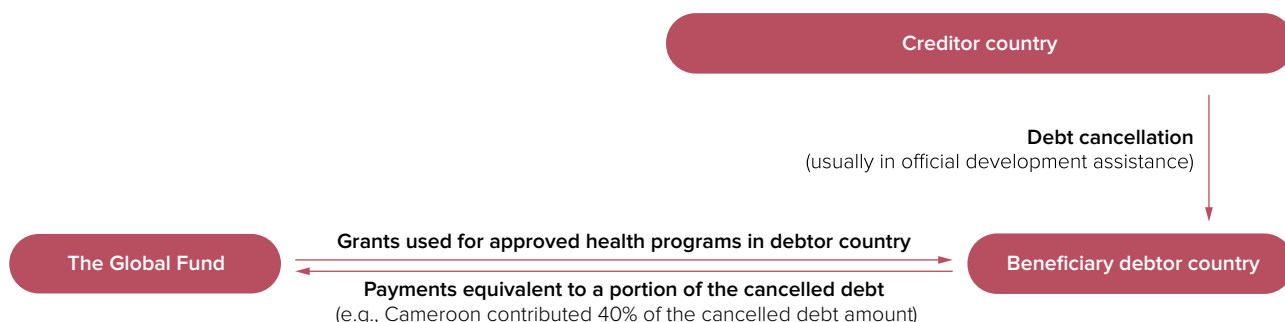 Creditor country
Debt cancellation
(usually in official development assistance)
Grants used for approved health programs in debtor country
The Global Fund
Beneficiary debtor country
Payments equivalent to a portion of the cancelled debt
(e.g., Cameroon contributed 40% of the cancelled debt amount)